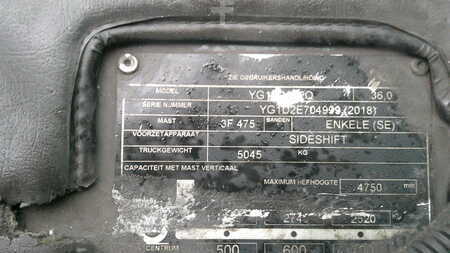 ZIE GEBRUIKERSHANDLEIDING
MODEL 36,0
SERIE NUMMER YG1D2E704999 (2018)
MAST 3F 475 BANDEN ENKELE (SE)
VOORZETAPPARAAT SIDESHIFT
TRUCKGEWICHT 5045 KG
CAPACITEIT MET MAST VERTICAAL
MAXIMUM HEFHOOGTE 4750 mm
2520
CENTRUM 500 600